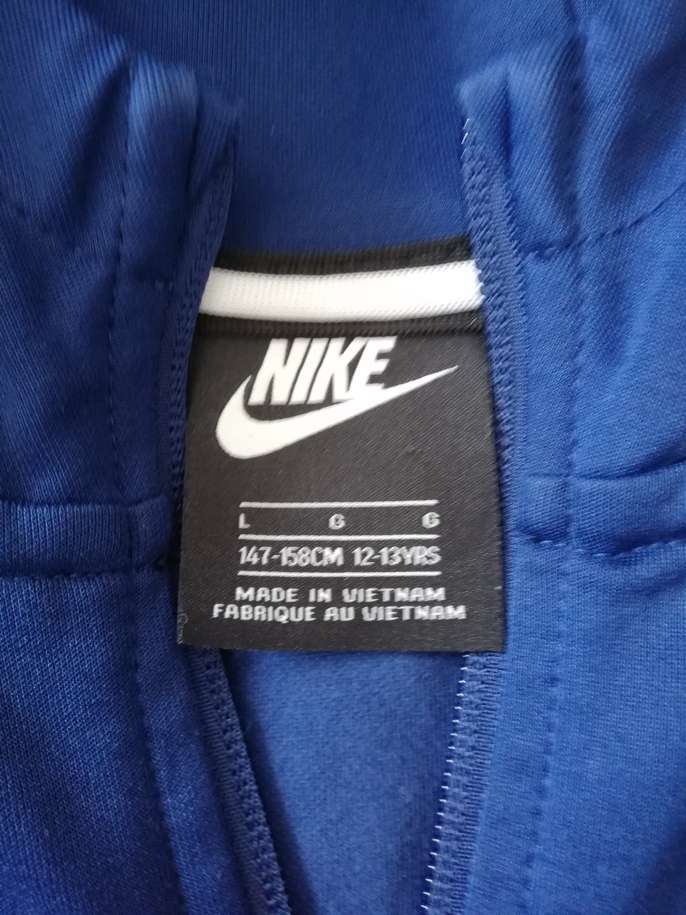 NIKE
L G G
147-158CM 12-13YRS
MADE IN VIETNAM
FABRIQUE AU VIETNAM